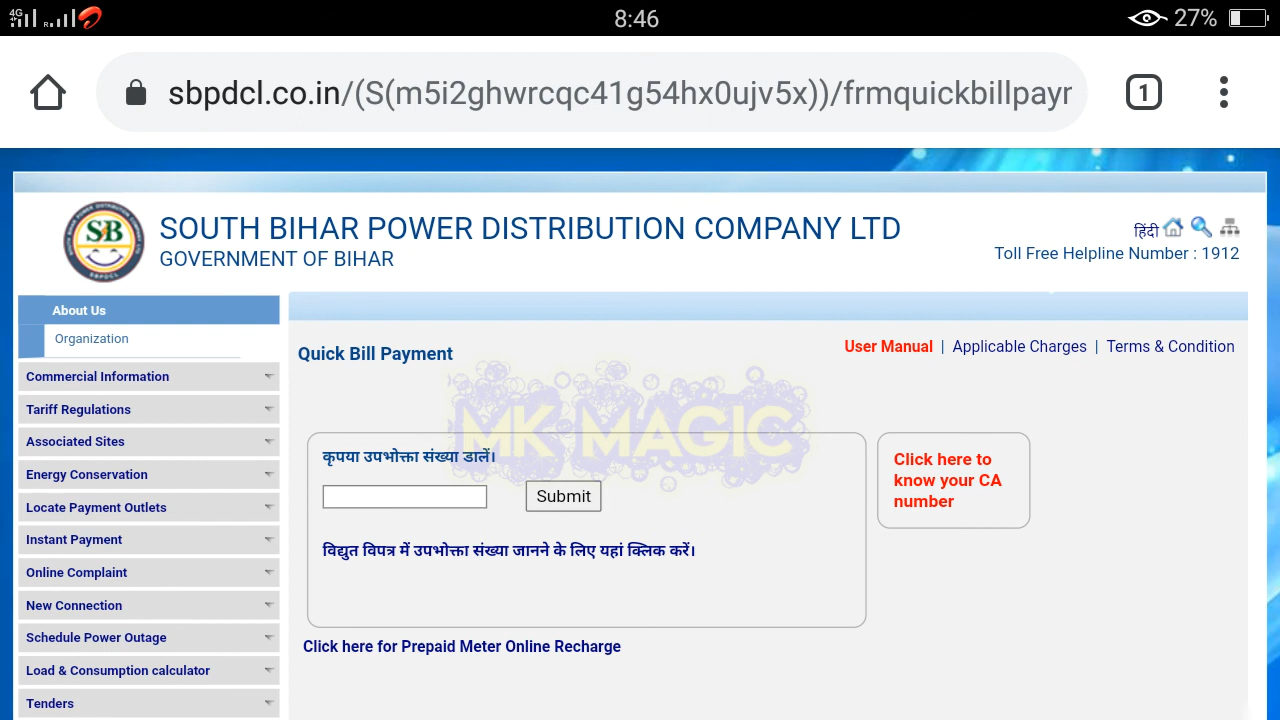 4G
R
8:46
27%
sbpdcl.co.in/(S(m5i2ghwrcqc41g54hx0ujv5x))/frmquickbillpayr
1
SB
SOUTH BIHAR POWER DISTRIBUTION COMPANY LTD
GOVERNMENT OF BIHAR
हिंदी
Toll Free Helpline Number : 1912
About Us
Organization
Commercial Information
Tariff Regulations
Associated Sites
Energy Conservation
Locate Payment Outlets
Instant Payment
Online Complaint
New Connection
Schedule Power Outage
Load & Consumption calculator
Tenders
Quick Bill Payment
User Manual | Applicable Charges | Terms & Condition
MK MAGIC
कृपया उपभोक्ता संख्या डालें।
Submit
विद्युत विपत्र में उपभोक्ता संख्या जानने के लिए यहां क्लिक करें।
Click here to
know your CA
number
Click here for Prepaid Meter Online Recharge